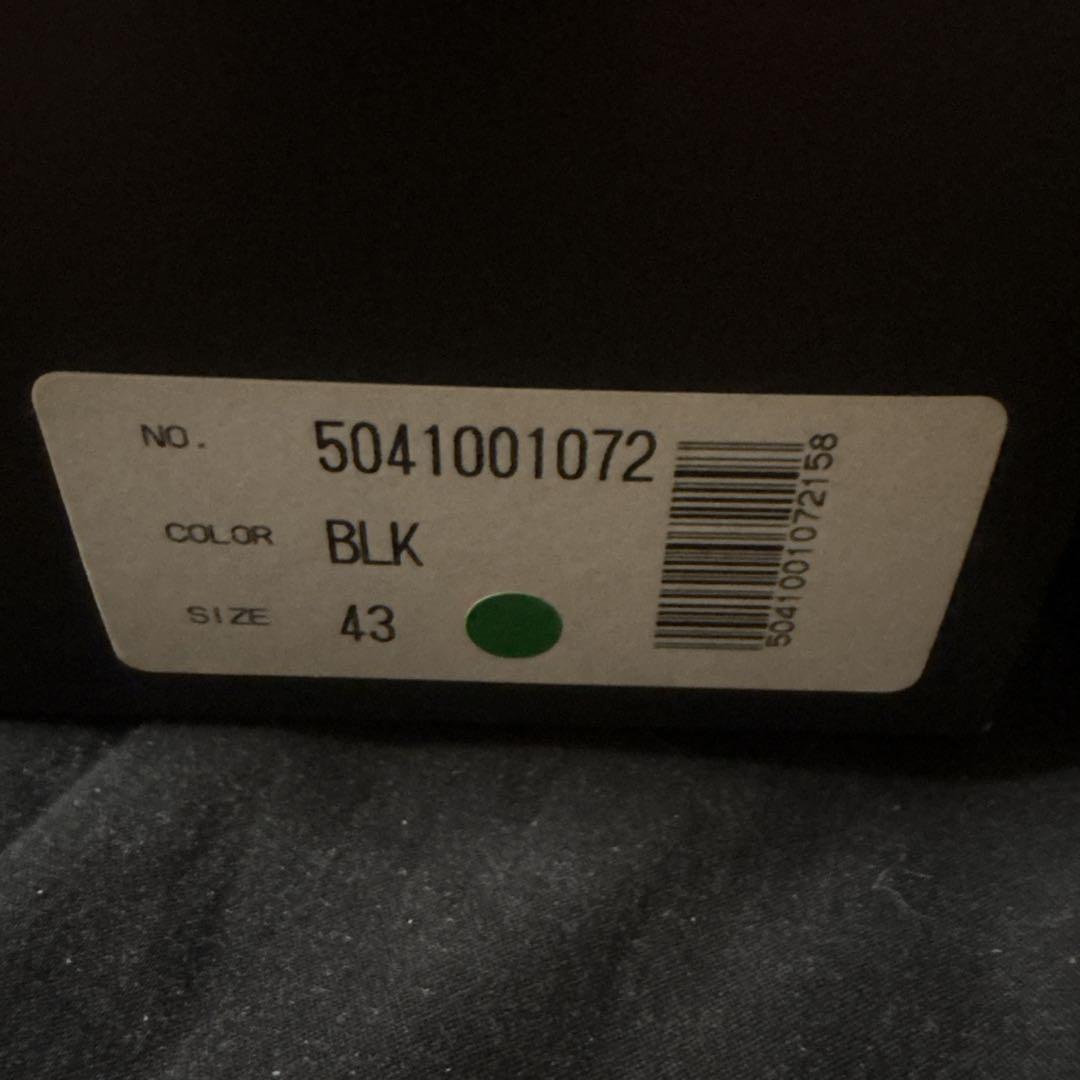 NO. 5041001072
COLOR BLK
SIZE 43
5041001072158